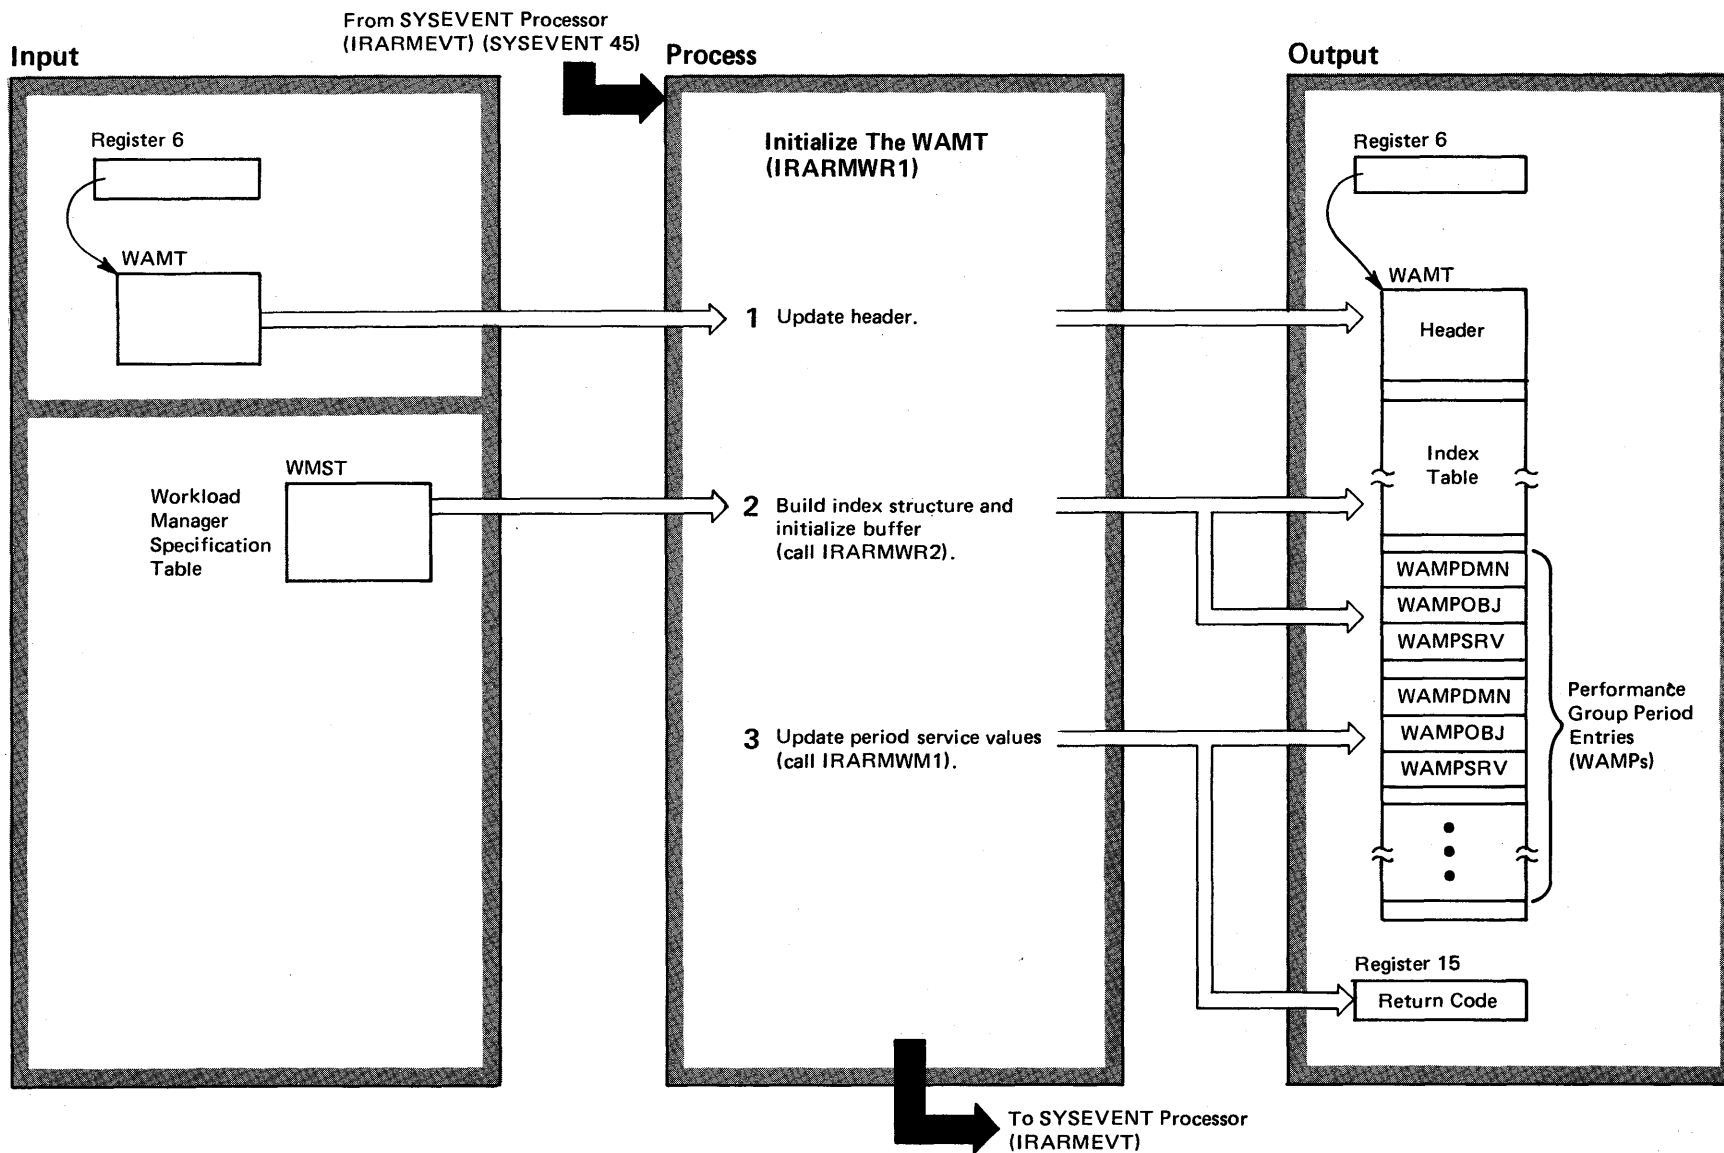 From SYSEVENT Processor
(IRARMEVT) (SYSEVENT 45)
Input
Process
Output
Register 6
WAMT
WMST
Workload
Manager
Specification
Table
Initialize The WAMT
(IRARMWR1)
1 Update header.
2 Build index structure and
initialize buffer
(call IRARMWR2).
3 Update period service values
(call IRARMWM1).
Register 6
WAMT
Header
Index
Table
WAMPDMN
WAMPOBJ
WAMPSRV
WAMPDMN
WAMPOBJ
WAMPSRV
Performance
Group Period
Entries
(WAMPs)
Register 15
Return Code
To SYSEVENT Processor
(IRARMEVT)